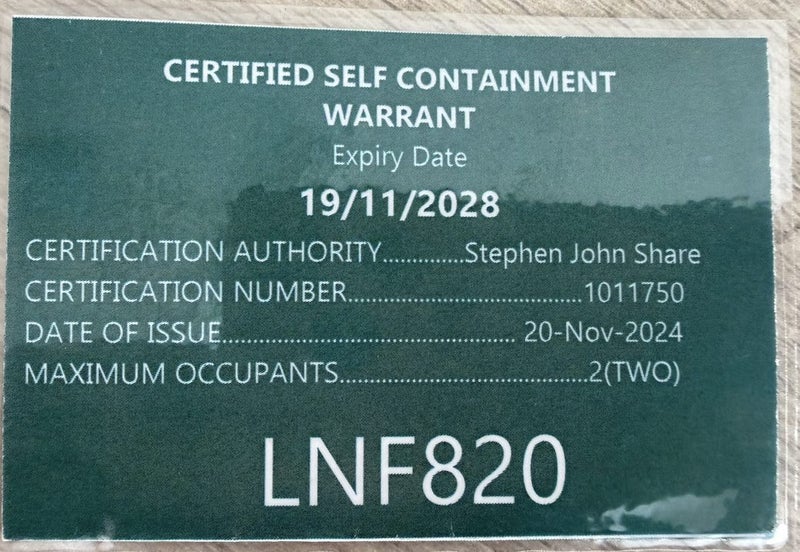 CERTIFIED SELF CONTAINMENT
WARRANT
Expiry Date
19/11/2028
CERTIFICATION AUTHORITY..............Stephen John Share
CERTIFICATION NUMBER........................................1011750
DATE OF ISSUE.................................................. 20-Nov-2024
MAXIMUM OCCUPANTS..........................................2(TWO)
LNF820